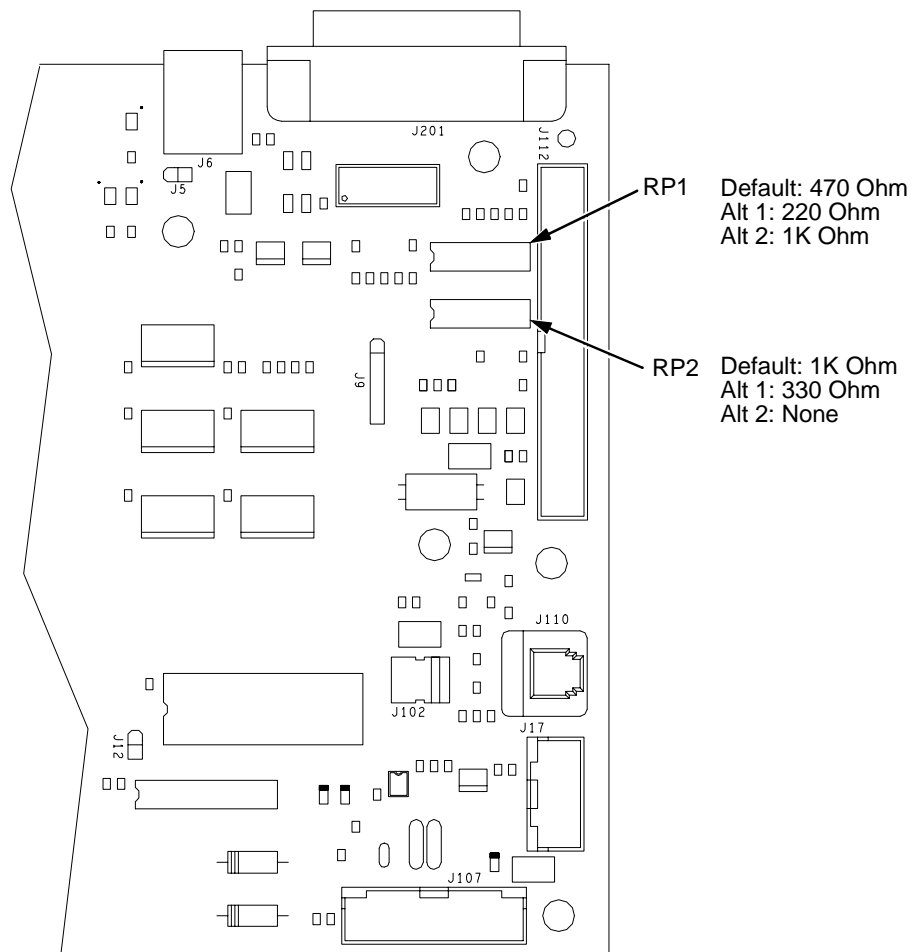 J201
J6
J112
J5
RP1
Default: 470 Ohm
Alt 1: 220 Ohm
Alt 2: 1K Ohm
J9
RP2
Default: 1K Ohm
Alt 1: 330 Ohm
Alt 2: None
J110
J102
J17
J12
J107